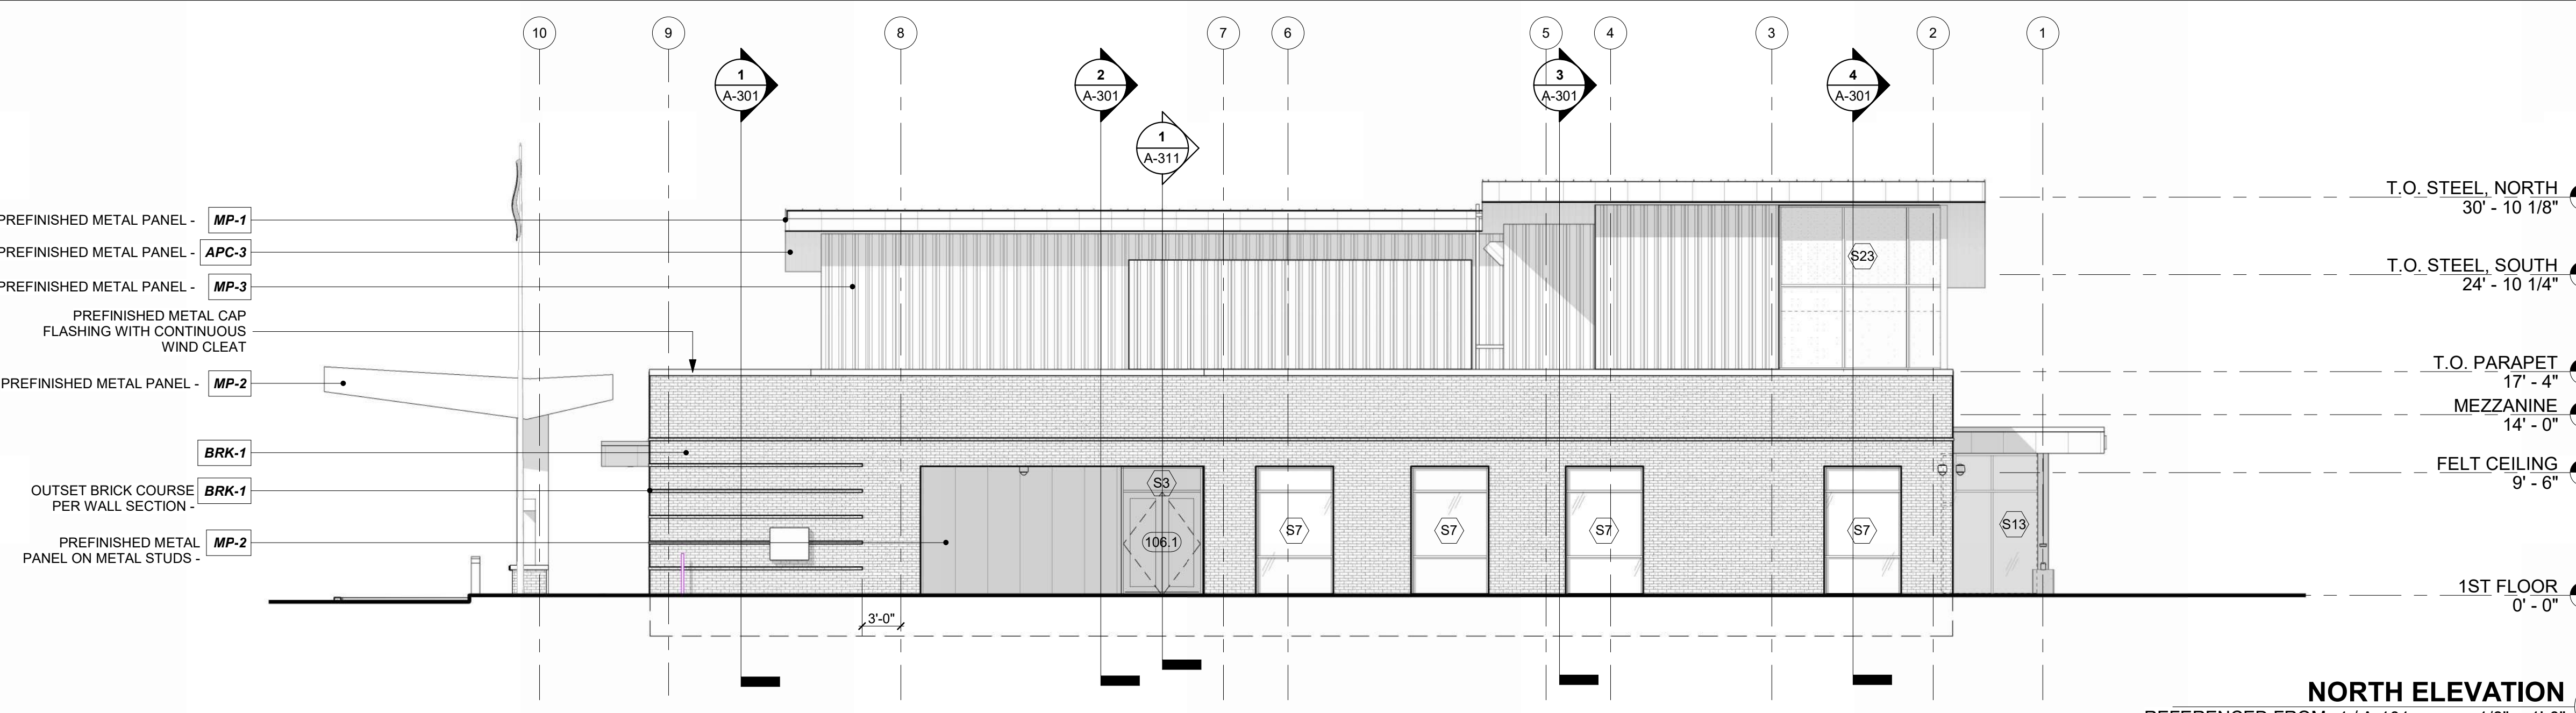 10
9
8
7
6
5
4
3
2
1
1
A-301
2
A-301
3
A-301
4
A-301
1
A-311
PREFINISHED METAL PANEL - MP-1
PREFINISHED METAL PANEL - APC-3
PREFINISHED METAL PANEL - MP-3
PREFINISHED METAL CAP
FLASHING WITH CONTINUOUS
WIND CLEAT
PREFINISHED METAL PANEL - MP-2
BRK-1
OUTSET BRICK COURSE BRK-1
PER WALL SECTION -
PREFINISHED METAL MP-2
PANEL ON METAL STUDS -
S23
S3
106.1
S7
S7
S7
S7
S13
3'-0"
T.O. STEEL, NORTH
30' - 10 1/8"
T.O. STEEL, SOUTH
24' - 10 1/4"
T.O. PARAPET
17' - 4"
MEZZANINE
14' - 0"
FELT CEILING
9' - 6"
1ST FLOOR
0' - 0"
NORTH ELEVATION
REFERENCED FROM